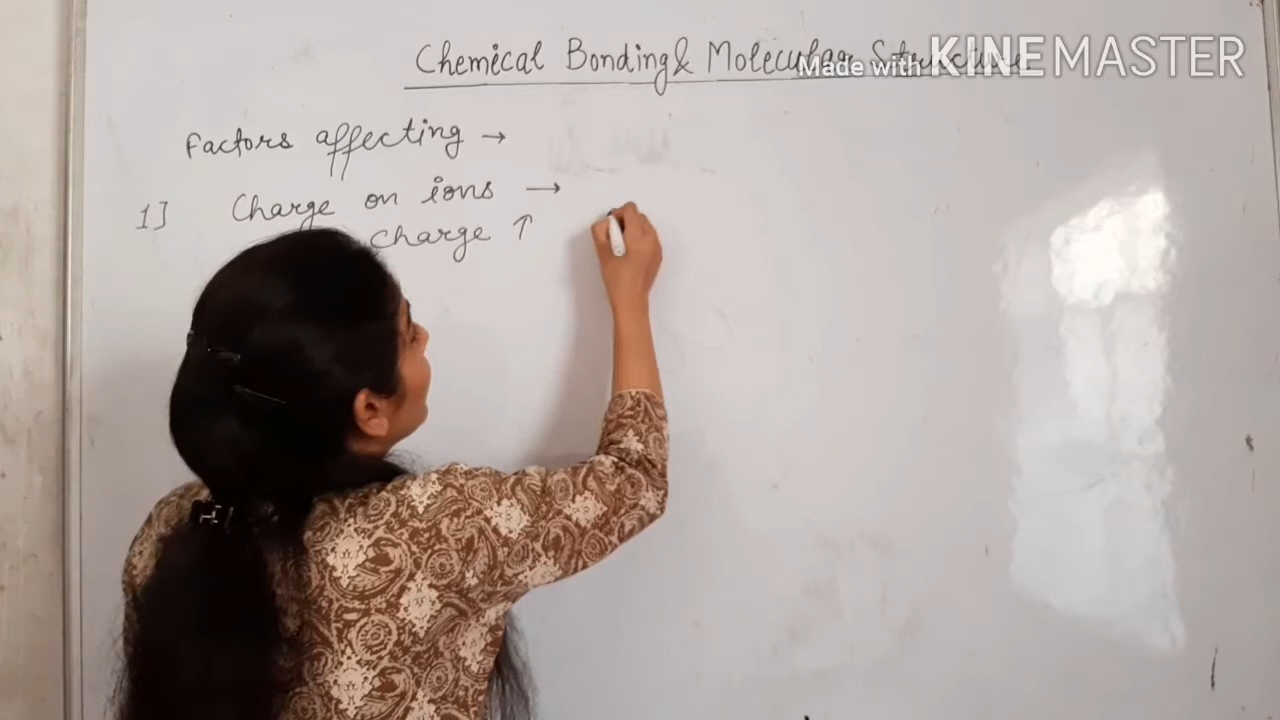 Chemical Bonding & Molecular Structure
Made with KINEMASTER
Factors affecting →
1] Charge on ions →
charge ↑